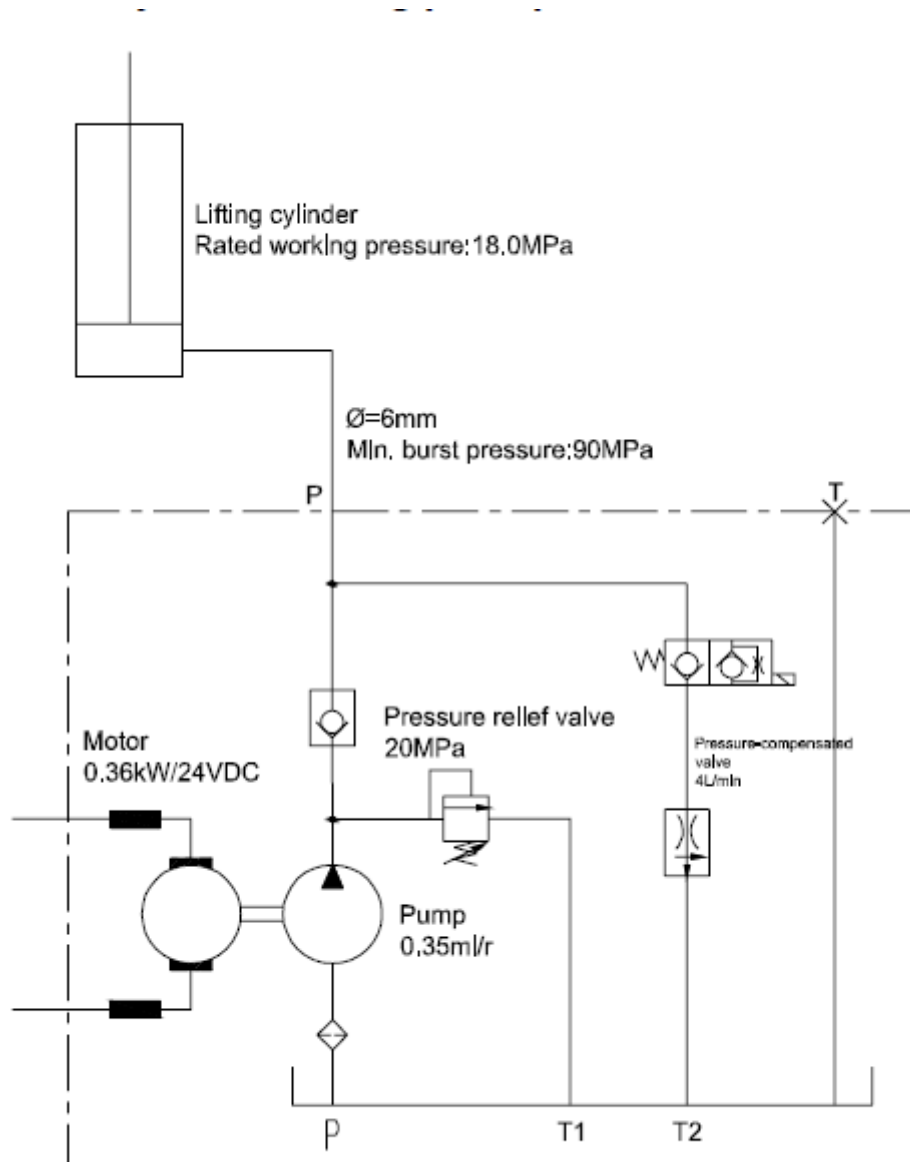 Lifting cylinder
Rated working pressure:18.0MPa
Ø=6mm
Min. burst pressure:90MPa
P
T
Pressure relief valve
20MPa
Motor
0.36kW/24VDC
Pressure-compensated
valve
4L/min
Pump
0.35ml/r
p
T1
T2